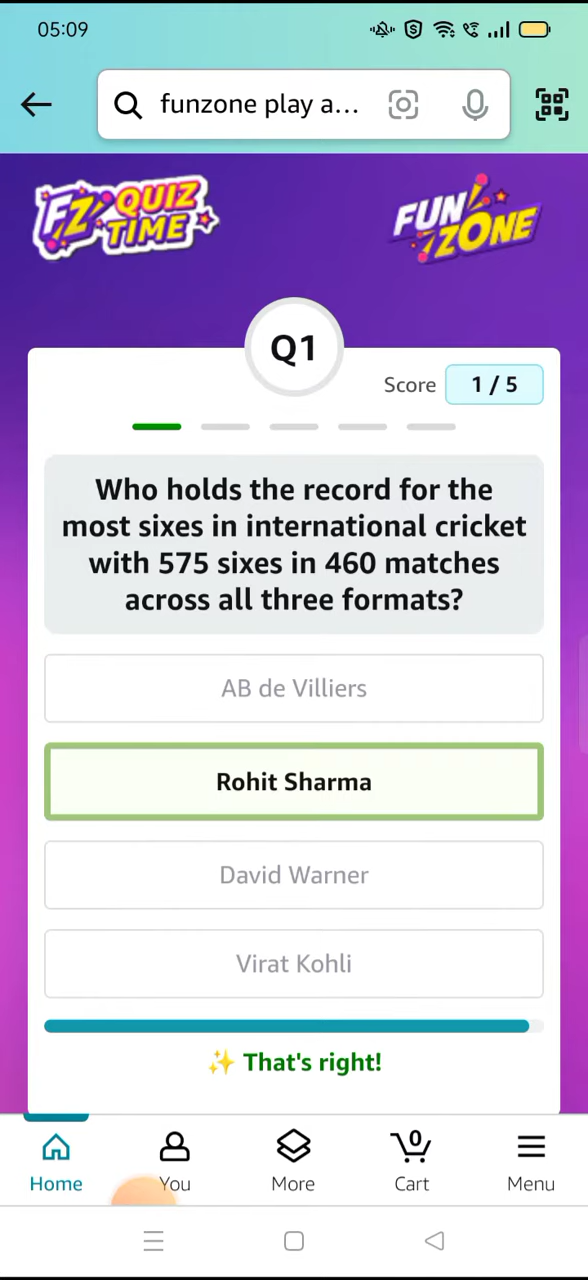 05:09
funzone play a...
FZ QUIZ
TIME
FUN
ZONE
Q1
Score 1 / 5
Who holds the record for the
most sixes in international cricket
with 575 sixes in 460 matches
across all three formats?
AB de Villiers
Rohit Sharma
David Warner
Virat Kohli
✨ That's right!
0
Home You More Cart Menu